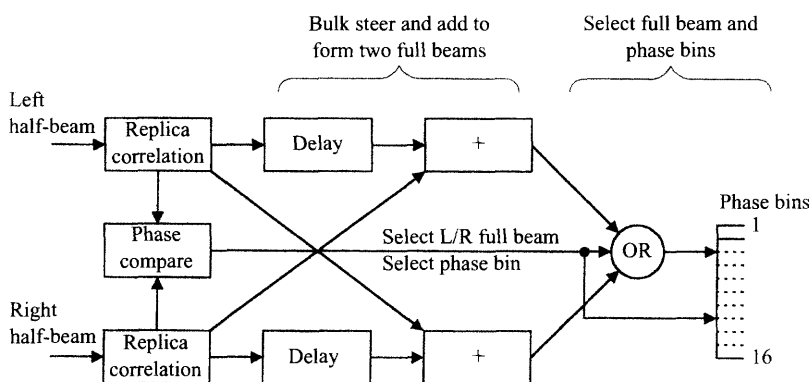 Bulk steer and add to
form two full beams
Select full beam and
phase bins
Left
half-beam
Replica
correlation
Delay
+
Phase bins
1
Phase
compare
Select L/R full beam
Select phase bin
OR
Right
half-beam
Replica
correlation
Delay
+
16